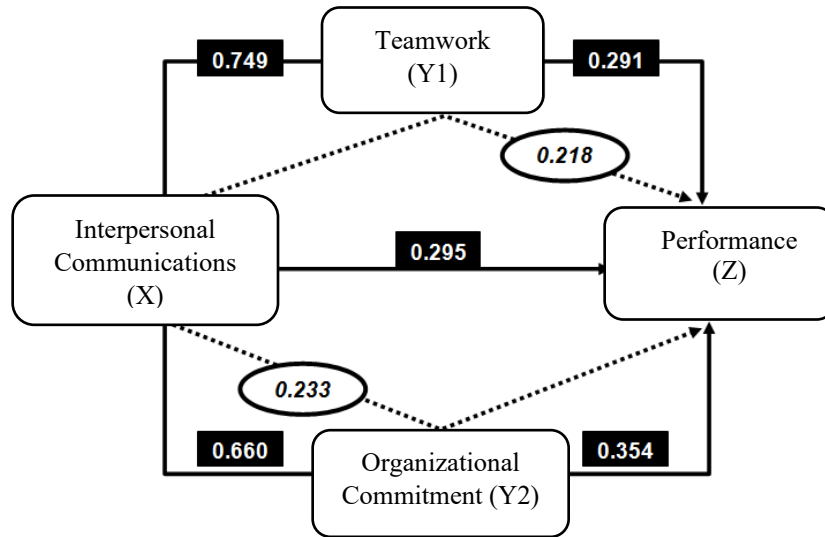 Teamwork
(Y1)
0.749
0.291
0.218
Interpersonal
Communications
(X)
0.295
Performance
(Z)
0.233
0.660
Organizational
Commitment (Y2)
0.354